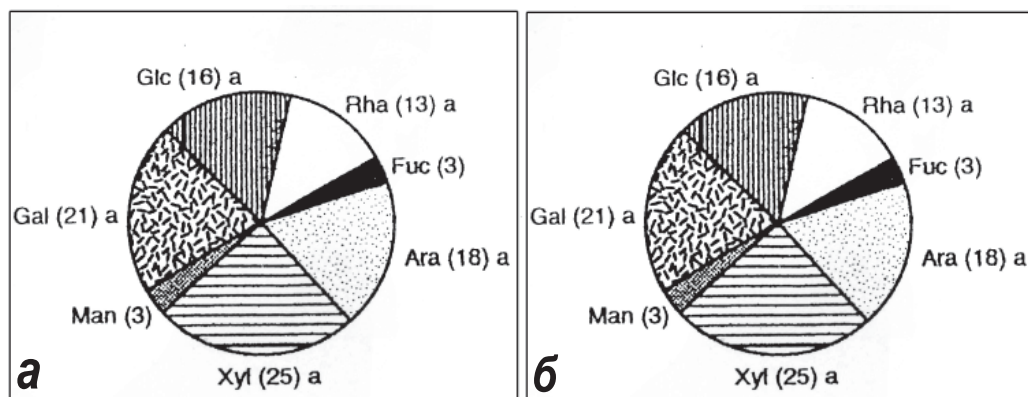 Glc (16) a
Rha (13) a
Fuc (3)
Gal (21) a
Ara (18) a
Man (3)
Xyl (25) a
а
Glc (16) a
Rha (13) a
Fuc (3)
Gal (21) a
Ara (18) a
Man (3)
Xyl (25) a
б